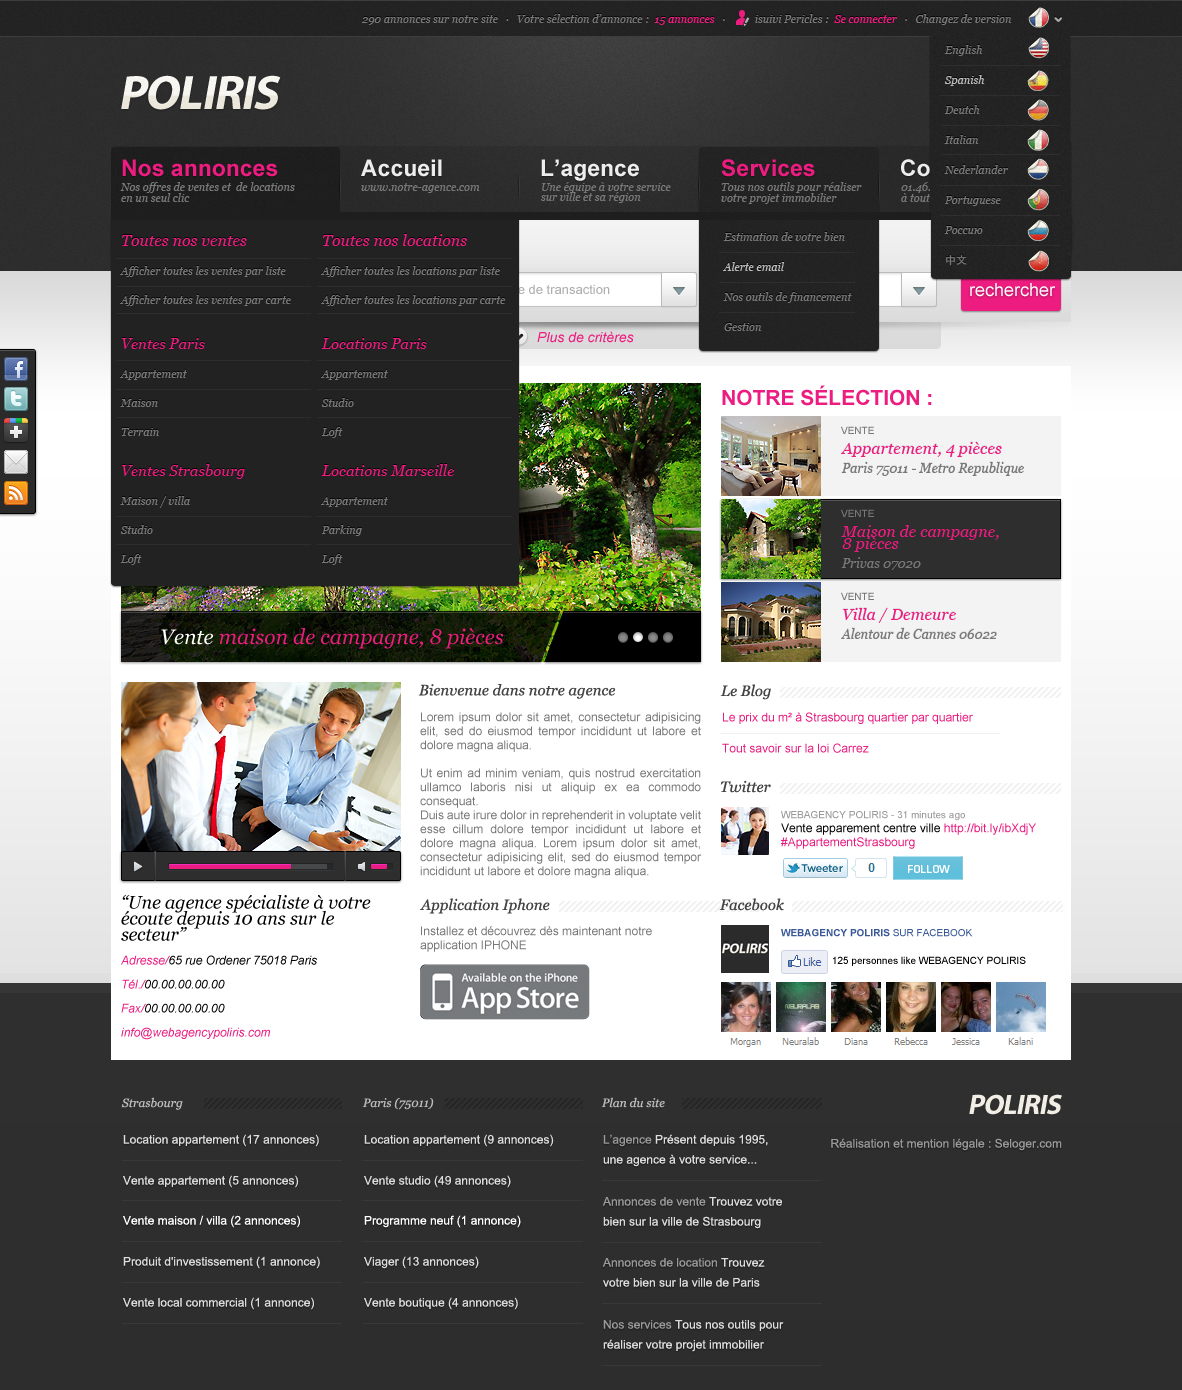 290 annonces sur notre site · Votre sélection d'annonce : 15 annonces · isuivi Pericles : Se connecter · Changez de version
English
Spanish
Deutch
Italian
Nederlander
Portuguese
Россию
中文
POLIRIS
Nos annonces
Nos offres de ventes et de locations
en un seul clic
Accueil
www.notre-agence.com
L'agence
Une équipe à votre service
sur ville et sa région
Services
Tous nos outils pour réaliser
votre projet immobilier
Co
01.46.
à tout
Toutes nos ventes
Afficher toutes les ventes par liste
Afficher toutes les ventes par carte
Toutes nos locations
Afficher toutes les locations par liste
Afficher toutes les locations par carte
Ventes Paris
Appartement
Maison
Terrain
Locations Paris
Appartement
Studio
Loft
Ventes Strasbourg
Maison / villa
Studio
Loft
Locations Marseille
Appartement
Parking
Loft
Estimation de votre bien
Alerte email
Nos outils de financement
Gestion
e de transaction
rechercher
Plus de critères
Vente maison de campagne, 8 pièces
NOTRE SÉLECTION :
VENTE
Appartement, 4 pièces
Paris 75011 - Metro Republique
VENTE
Maison de campagne,
8 pièces
Privas 07020
VENTE
Villa / Demeure
Alentour de Cannes 06022
“Une agence spécialiste à votre
écoute depuis 10 ans sur le
secteur”
Adresse/65 rue Ordener 75018 Paris
Tél./00.00.00.00.00
Fax/00.00.00.00.00
info@webagencypoliris.com
Bienvenue dans notre agence
Lorem ipsum dolor sit amet, consectetur adipisicing
elit, sed do eiusmod tempor incididunt ut labore et
dolore magna aliqua.
Ut enim ad minim veniam, quis nostrud exercitation
ullamco laboris nisi ut aliquip ex ea commodo
consequat.
Duis aute irure dolor in reprehenderit in voluptate velit
esse cillum dolore tempor incididunt ut labore et
dolore magna aliqua. Lorem ipsum dolor sit amet,
consectetur adipisicing elit, sed do eiusmod tempor
incididunt ut labore et dolore magna aliqua.
Application Iphone
Installez et découvrez dès maintenant notre
application IPHONE
Available on the iPhone
App Store
Le Blog
Le prix du m² à Strasbourg quartier par quartier
Tout savoir sur la loi Carrez
Twitter
WEBAGENCY POLIRIS - 31 minutes ago
Vente apparement centre ville http://bit.ly/ibXdjY
#AppartementStrasbourg
Tweeter 0 FOLLOW
Facebook
POLIRIS
WEBAGENCY POLIRIS SUR FACEBOOK
Like 125 personnes like WEBAGENCY POLIRIS
NEURALAB
Morgan Neuralab Diana Rebecca Jessica Kalani
Strasbourg
Location appartement (17 annonces)
Vente appartement (5 annonces)
Vente maison / villa (2 annonces)
Produit d'investissement (1 annonce)
Vente local commercial (1 annonce)
Paris (75011)
Location appartement (9 annonces)
Vente studio (49 annonces)
Programme neuf (1 annonce)
Viager (13 annonces)
Vente boutique (4 annonces)
Plan du site
L'agence Présent depuis 1995,
une agence à votre service...
Annonces de vente Trouvez votre
bien sur la ville de Strasbourg
Annonces de location Trouvez
votre bien sur la ville de Paris
Nos services Tous nos outils pour
réaliser votre projet immobilier
POLIRIS
Réalisation et mention légale : Seloger.com